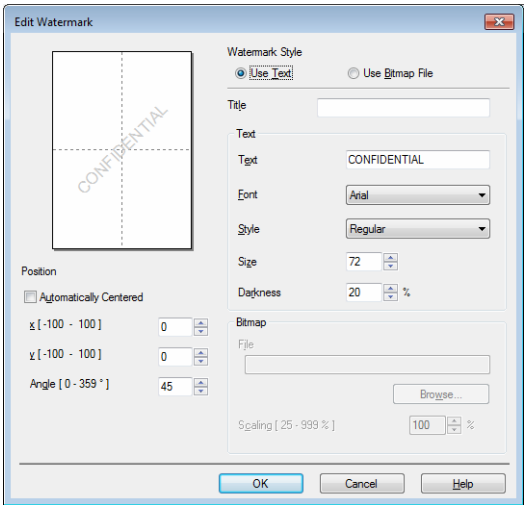 Edit Watermark
CONFIDENTIAL
Position
Automatically Centered
x [ -100 - 100 ] 0
y [ -100 - 100 ] 0
Angle [ 0 - 359 ° ] 45
Watermark Style
Use Text Use Bitmap File
Title
Text
Text CONFIDENTIAL
Font Arial
Style Regular
Size 72
Darkness 20 %
Bitmap
File
Browse...
Scaling [ 25 - 999 % ] 100 %
OK Cancel Help